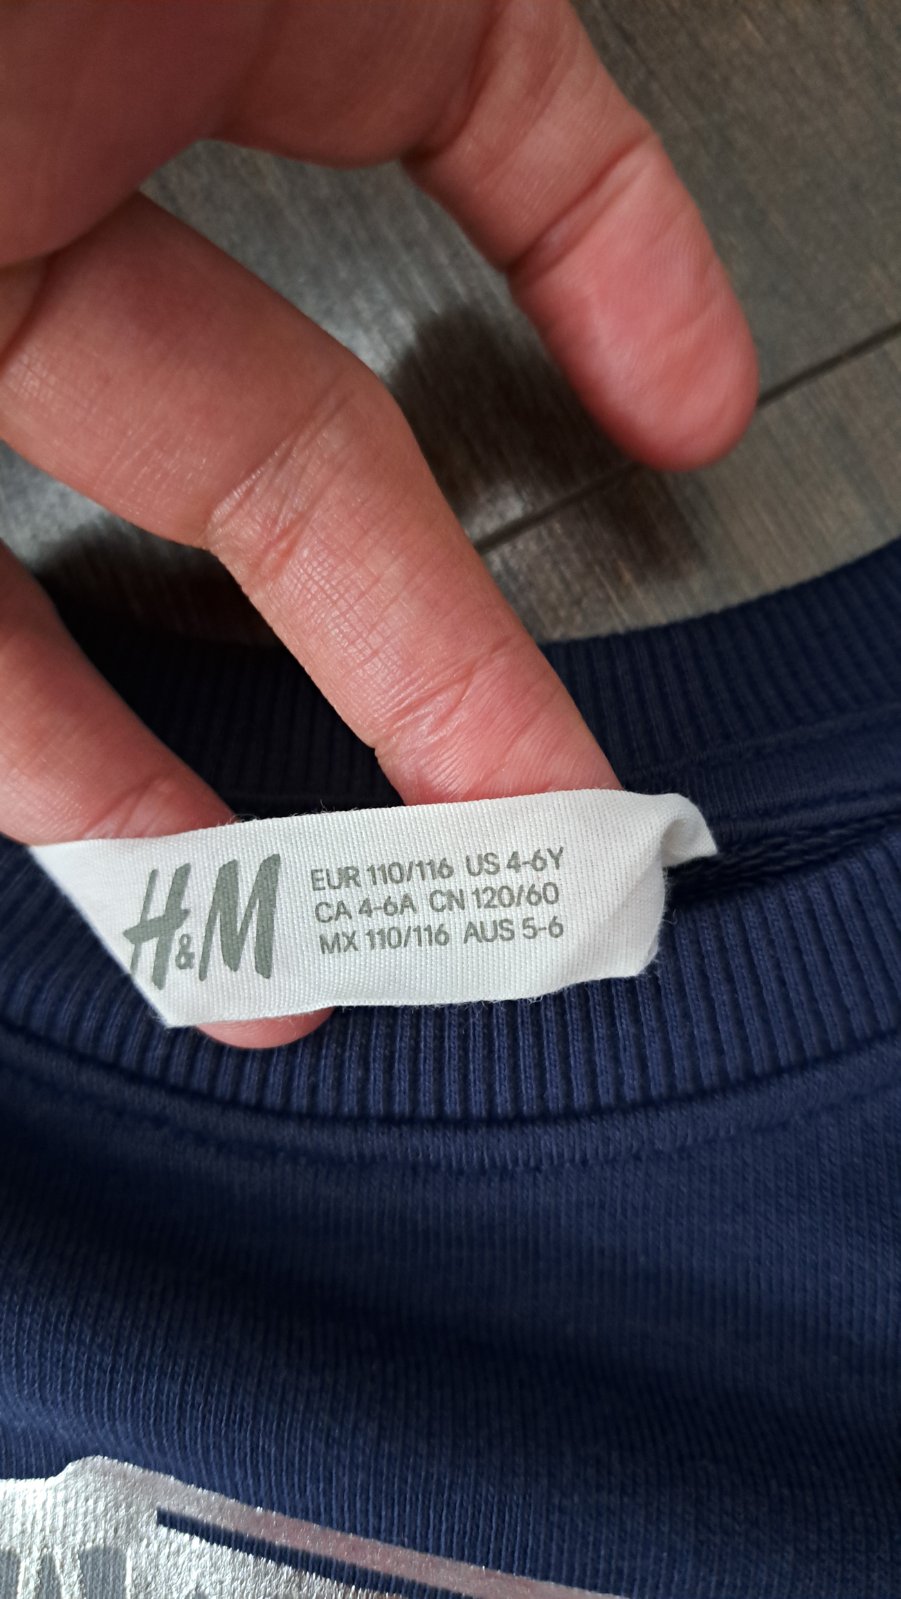 H&M
EUR 110/116 US 4-6Y
CA 4-6A CN 120/60
MX 110/116 AUS 5-6